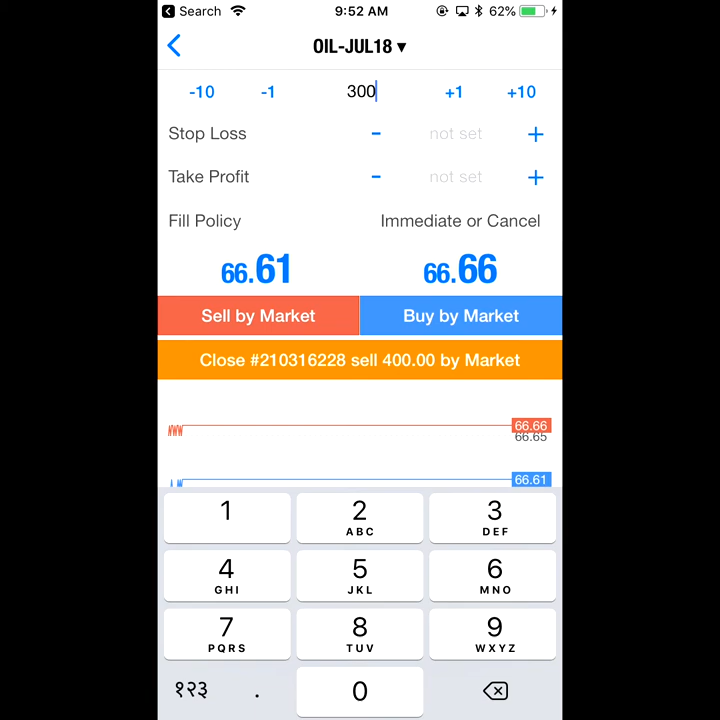 Search 9:52 AM 62%
OIL-JUL18 ▾
-10 -1 300 +1 +10
Stop Loss - not set +
Take Profit - not set +
Fill Policy Immediate or Cancel
66.61 66.66
Sell by Market Buy by Market
Close #210316228 sell 400.00 by Market
66.66
66.65
66.61
1 2 3
ABC DEF
4 5 6
GHI JKL MNO
7 8 9
PQRS TUV WXYZ
१२३ . 0